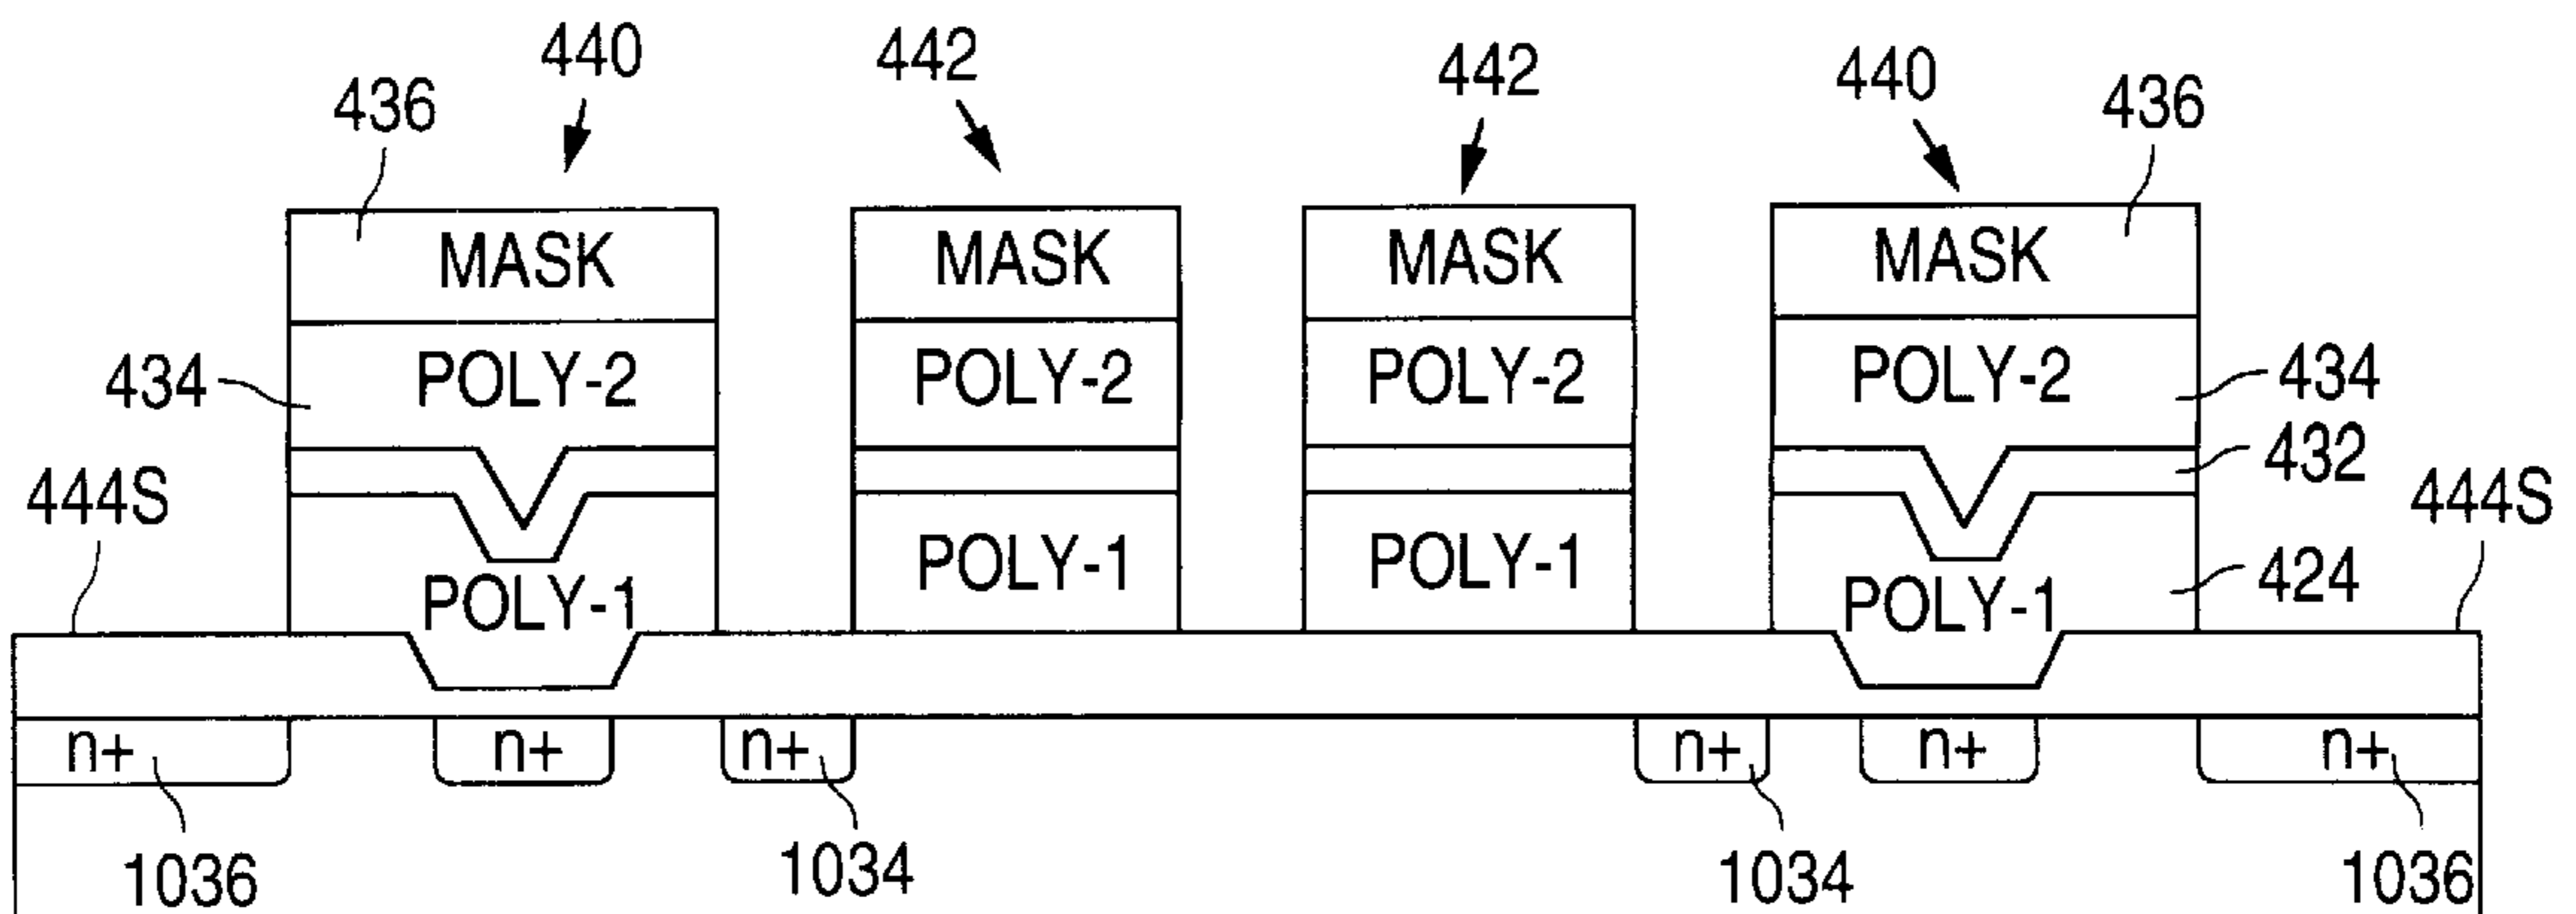 440 442 442 440
436 436
MASK MASK MASK MASK
434 POLY-2 POLY-2 POLY-2 POLY-2 434
432
444S 444S
POLY-1 POLY-1 POLY-1 POLY-1 424
n+ n+ n+ n+ n+ n+
1036 1034 1034 1036